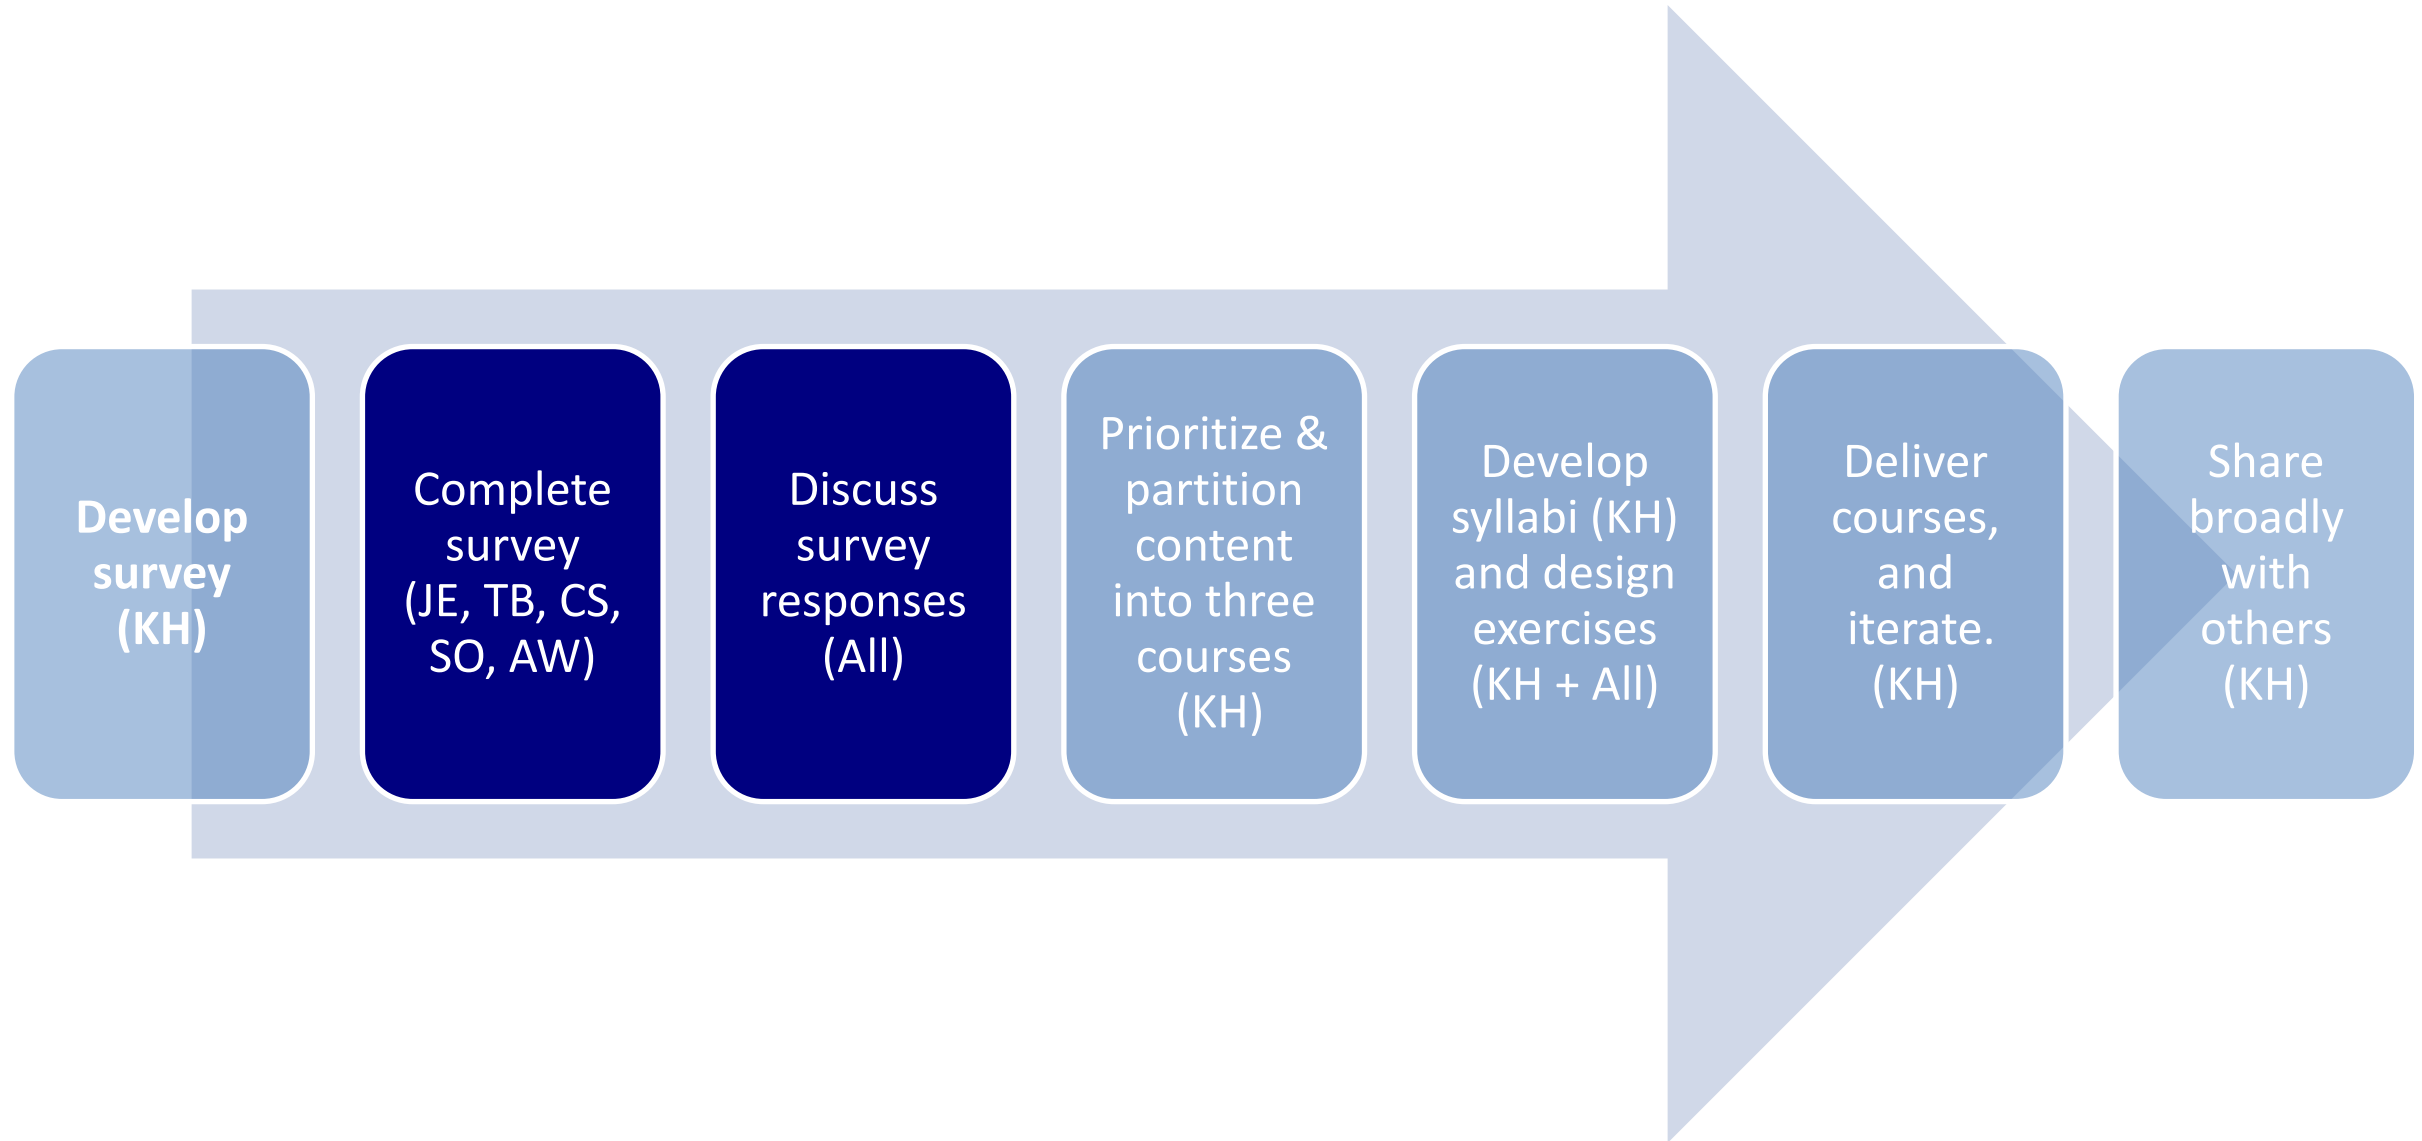 Develop
survey
(KH)
Complete
survey
(JE, TB, CS,
SO, AW)
Discuss
survey
responses
(All)
Prioritize &
partition
content
into three
courses
(KH)
Develop
syllabi (KH)
and design
exercises
(KH + All)
Deliver
courses,
and
iterate.
(KH)
Share
broadly
with
others
(KH)